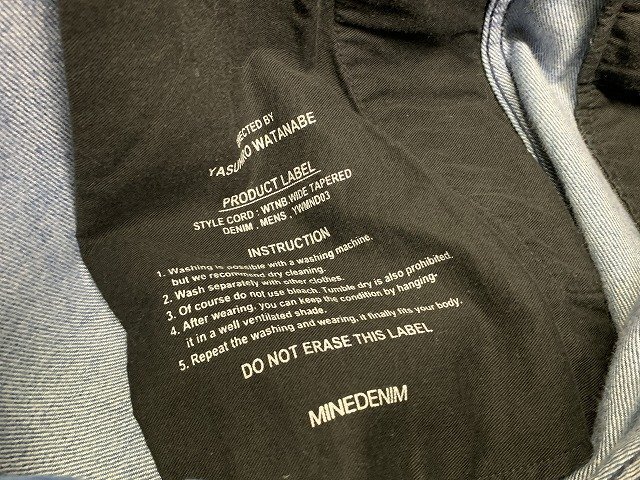 DIRECTED BY
YASUHIRO WATANABE
PRODUCT LABEL
STYLE CORD : WTNB.WIDE TAPERED
DENIM . MENS . YWMND03
INSTRUCTION
1. Washing is possible with a washing machine.
but we recommend dry cleaning.
2. Wash separately with other clothes.
3. Of course do not use bleach. Tumble dry is also prohibited.
4. After wearing, you can keep the condition by hanging-
it in a well ventilated shade.
5. Repeat the washing and wearing, it finally fits your body.
DO NOT ERASE THIS LABEL
MINEDENIM